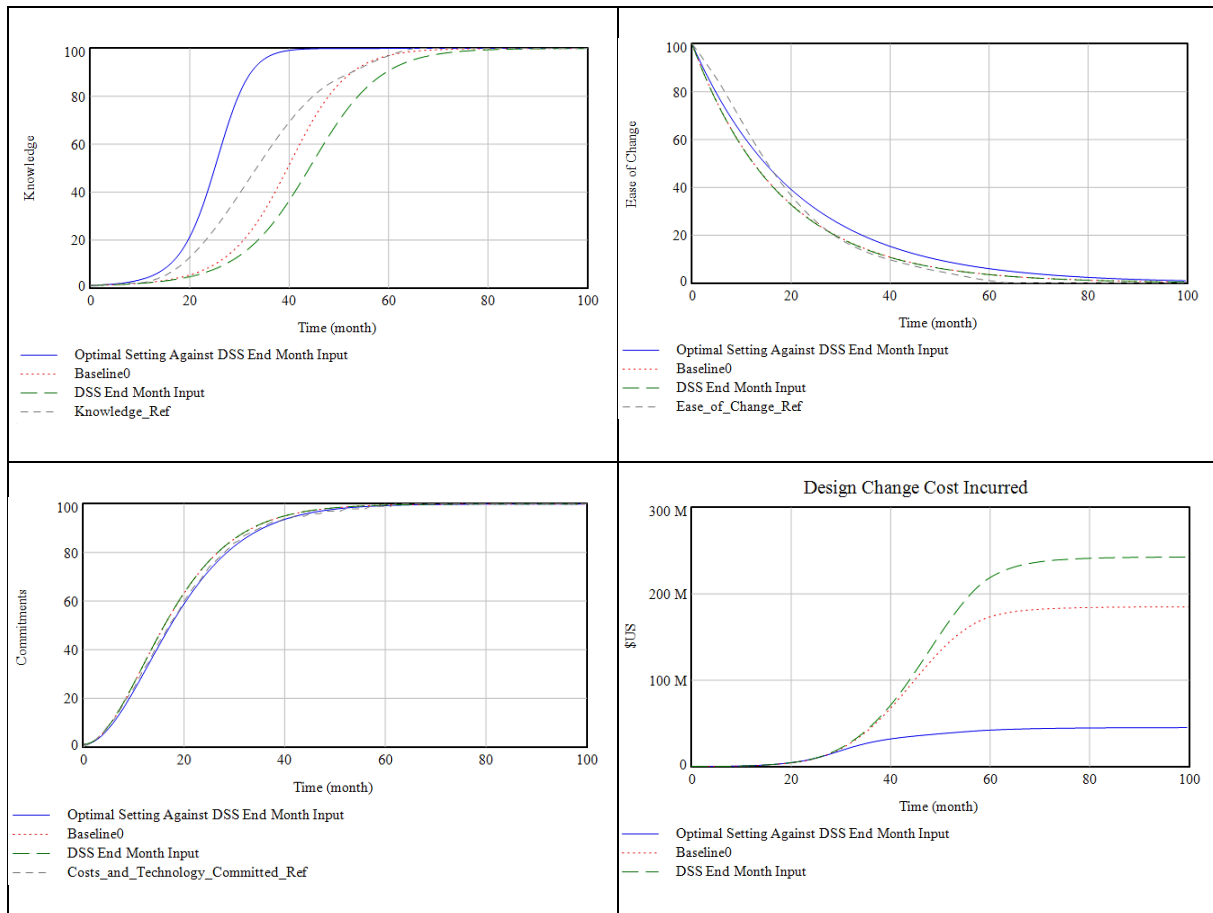 100
80
60
40
20
0
Knowledge
0 20 40 60 80 100
Time (month)
Optimal Setting Against DSS End Month Input
Baseline0
DSS End Month Input
Knowledge_Ref
100
80
60
40
20
0
Ease of Change
0 20 40 60 80 100
Time (month)
Optimal Setting Against DSS End Month Input
Baseline0
DSS End Month Input
Ease_of_Change_Ref
100
80
60
40
20
0
Commitments
0 20 40 60 80 100
Time (month)
Optimal Setting Against DSS End Month Input
Baseline0
DSS End Month Input
Costs_and_Technology_Committed_Ref
Design Change Cost Incurred
300 M
200 M
100 M
0
$US
0 20 40 60 80 100
Time (month)
Optimal Setting Against DSS End Month Input
Baseline0
DSS End Month Input